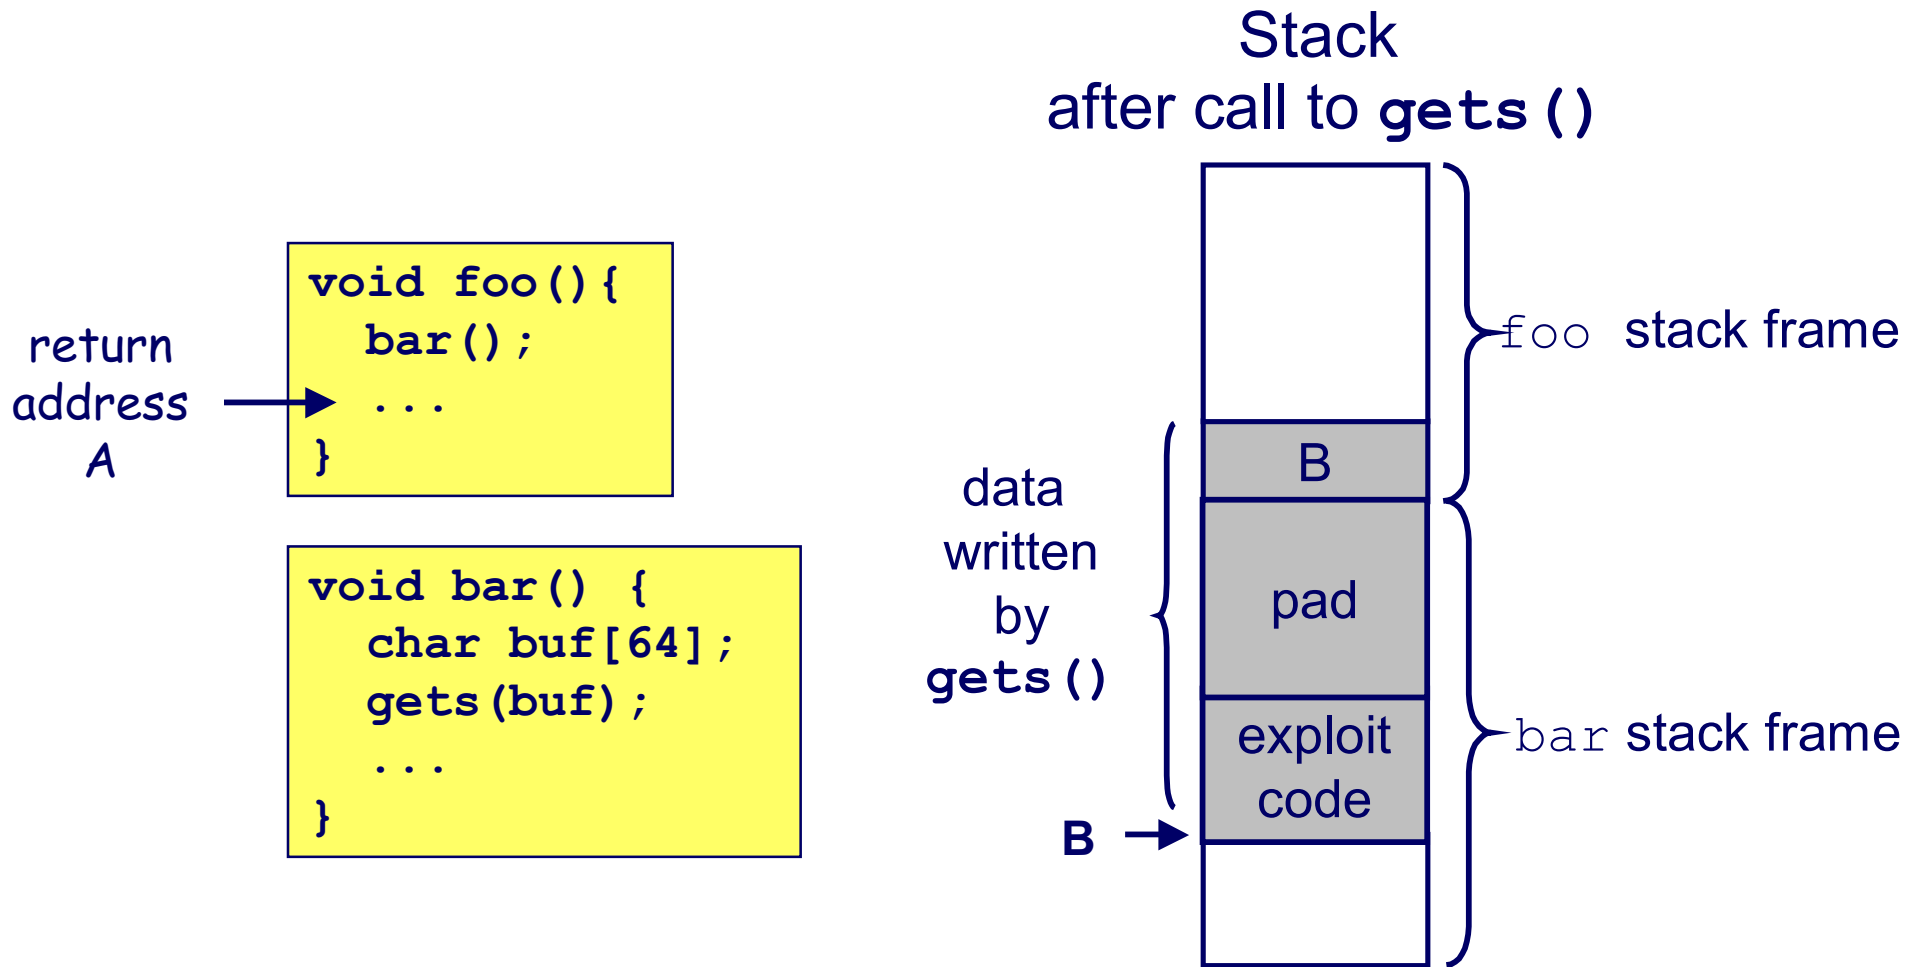 Stack
after call to gets()
void foo(){
bar();
...
}
return
address
A
void bar() {
char buf[64];
gets(buf);
...
}
data
written
by
gets()
B
pad
exploit
code
B
foo stack frame
bar stack frame